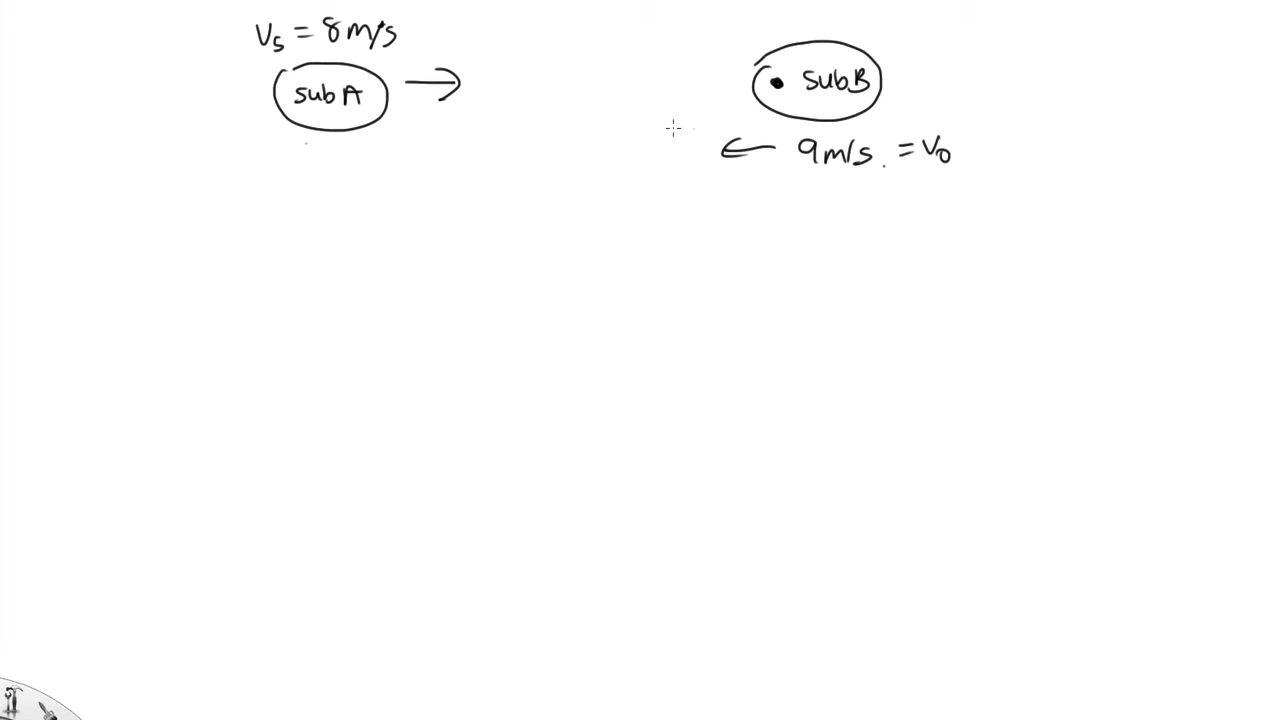 Vs = 8 m/s
sub A
sub B
9 m/s. = Vo